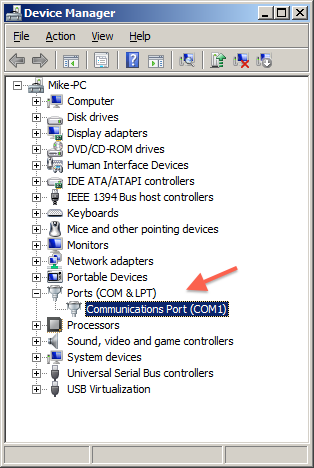 Device Manager
File Action View Help
Mike-PC
Computer
Disk drives
Display adapters
DVD/CD-ROM drives
Human Interface Devices
IDE ATA/ATAPI controllers
IEEE 1394 Bus host controllers
Keyboards
Mice and other pointing devices
Monitors
Network adapters
Portable Devices
Ports (COM & LPT)
Communications Port (COM1)
Processors
Sound, video and game controllers
System devices
Universal Serial Bus controllers
USB Virtualization